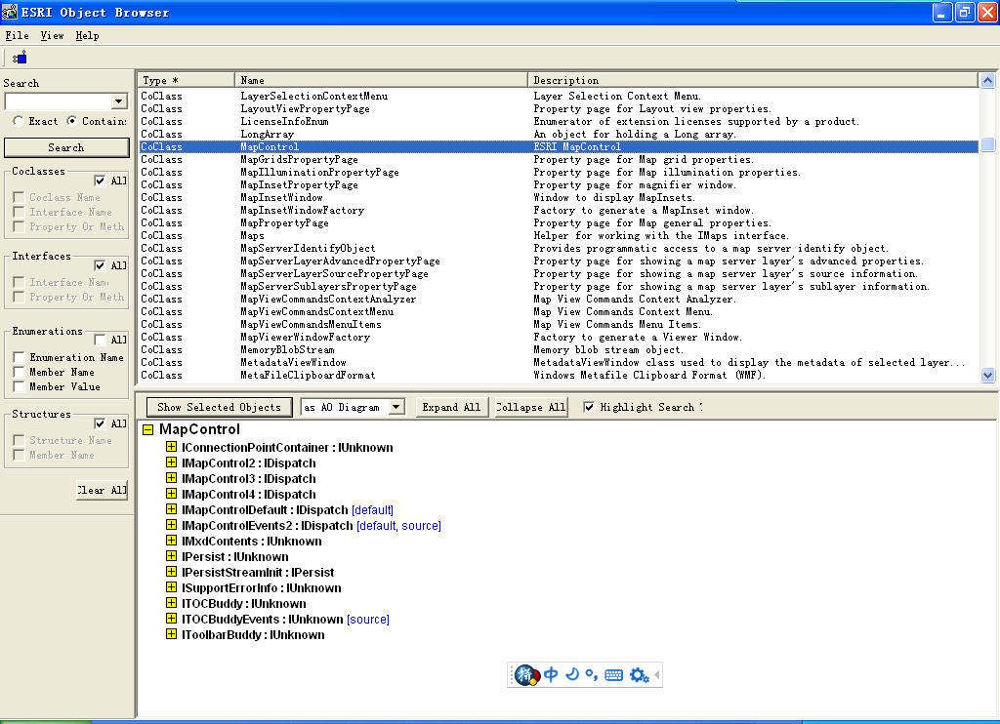 ESRI Object Browser
File View Help
Search
Exact Contain:
Search
Coclasses
All
Coclass Name
Interface Name
Property Or Meth
Interfaces
All
Interface Nam
Property Or Meth
Enumerations
All
Enumeration Name
Member Name
Member Value
Structures
All
Structure Name
Member Name
Clear All
Type * Name Description
CoClass LayerSelectionContextMenu Layer Selection Context Menu.
CoClass LayoutViewPropertyPage Property page for Layout view properties.
CoClass LicenseInfoEnum Enumerator of extension licenses supported by a product.
CoClass LongArray An object for holding a Long array.
CoClass MapControl ESRI MapControl
CoClass MapGridsPropertyPage Property page for Map grid properties.
CoClass MapIlluminationPropertyPage Property page for Map illumination properties.
CoClass MapInsetPropertyPage Property page for magnifier window.
CoClass MapInsetWindow Window to display MapInsets.
CoClass MapInsetWindowFactory Factory to generate a MapInset window.
CoClass MapPropertyPage Property page for Map general properties.
CoClass Maps Helper for working with the IMaps interface.
CoClass MapServerIdentifyObject Provides programmatic access to a map server identify object.
CoClass MapServerLayerAdvancedPropertyPage Property page for showing a map server layer's advanced properties.
CoClass MapServerLayerSourcePropertyPage Property page for showing a map server layer's source information.
CoClass MapServerSublayersPropertyPage Property page for showing a map server layer's sublayer information.
CoClass MapViewCommandsContextAnalyzer Map View Commands Context Analyzer.
CoClass MapViewCommandsContextMenu Map View Commands Context Menu.
CoClass MapViewCommandsMenuItems Map View Commands Menu Items.
CoClass MapViewerWindowFactory Factory to generate a Viewer Window.
CoClass MemoryBlobStream Memory blob stream object.
CoClass MetadataViewWindow MetadataViewWindow class used to display the metadata of selected layer...
CoClass MetaFileClipboardFormat Windows Metafile Clipboard Format (WMF).
Show Selected Objects as AO Diagram Expand All Collapse All Highlight Search
MapControl
IConnectionPointContainer : IUnknown
IMapControl2 : IDispatch
IMapControl3 : IDispatch
IMapControl4 : IDispatch
IMapControlDefault : IDispatch [default]
IMapControlEvents2 : IDispatch [default, source]
IMxdContents : IUnknown
IPersist : IUnknown
IPersistStreamInit : IPersist
ISupportErrorInfo : IUnknown
ITOCBuddy : IUnknown
ITOCBuddyEvents : IUnknown [source]
IToolbarBuddy : IUnknown
拼 中